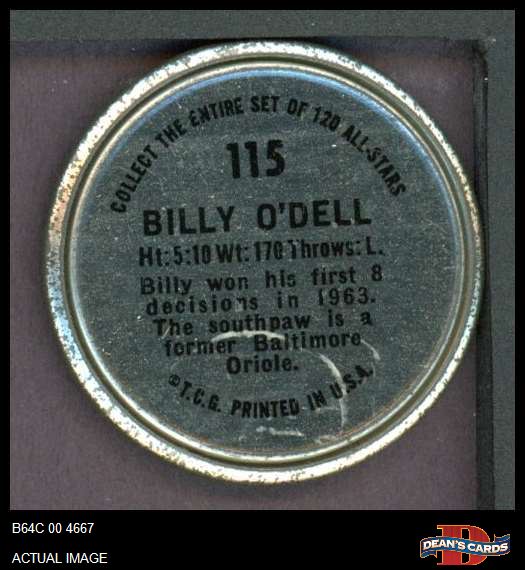 COLLECT THE ENTIRE SET OF 120 ALL-STARS
115
BILLY O'DELL
Ht: 5:10 Wt: 170 Throws: L.
Billy won his first 8
decisions in 1963.
The southpaw is a
former Baltimore
Oriole.
©T.C.G. PRINTED IN U.S.A.
B64C 00 4667
ACTUAL IMAGE
D
DEAN'S CARDS